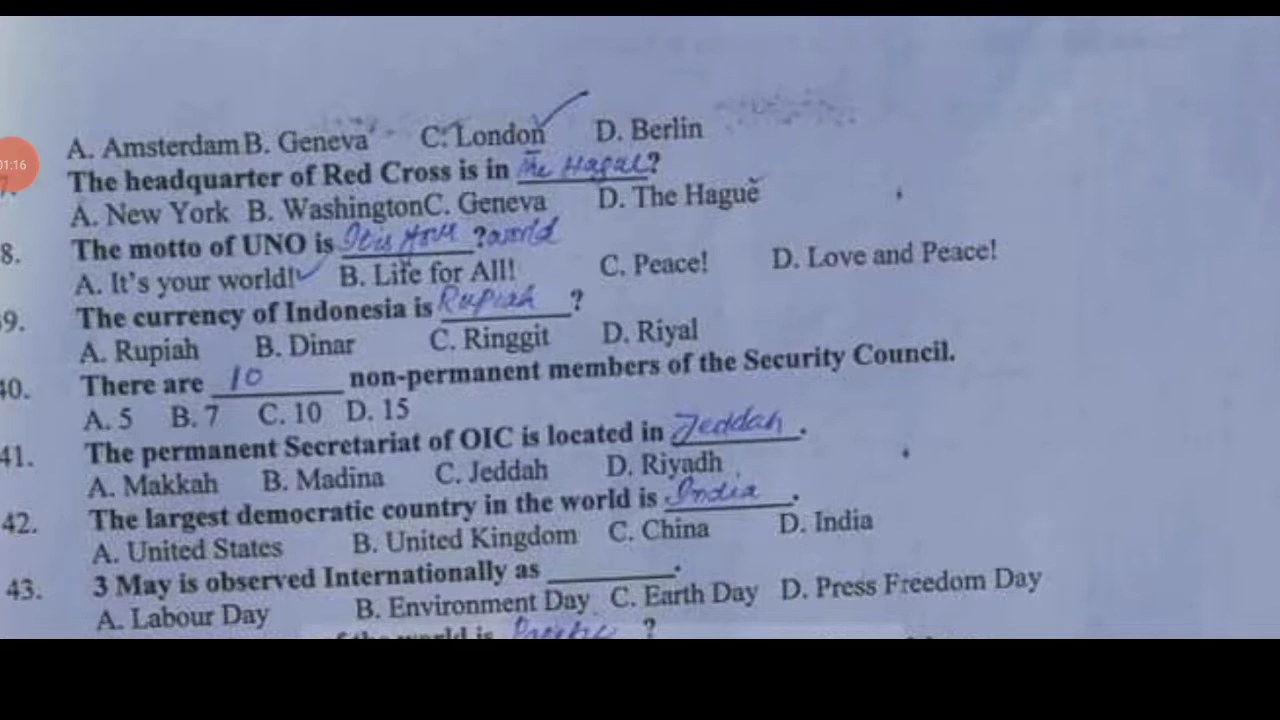 A. Amsterdam B. Geneva C. London D. Berlin
The headquarter of Red Cross is in The Hague?
A. New York B. Washington C. Geneva D. The Hague
8. The motto of UNO is It is your ? world
A. It's your world! B. Life for All! C. Peace! D. Love and Peace!
9. The currency of Indonesia is Rupiah ?
A. Rupiah B. Dinar C. Ringgit D. Riyal
40. There are 10 non-permanent members of the Security Council.
A. 5 B. 7 C. 10 D. 15
41. The permanent Secretariat of OIC is located in Jeddah.
A. Makkah B. Madina C. Jeddah D. Riyadh
42. The largest democratic country in the world is India.
A. United States B. United Kingdom C. China D. India
43. 3 May is observed Internationally as ________.
A. Labour Day B. Environment Day C. Earth Day D. Press Freedom Day
the world is ?
01:16